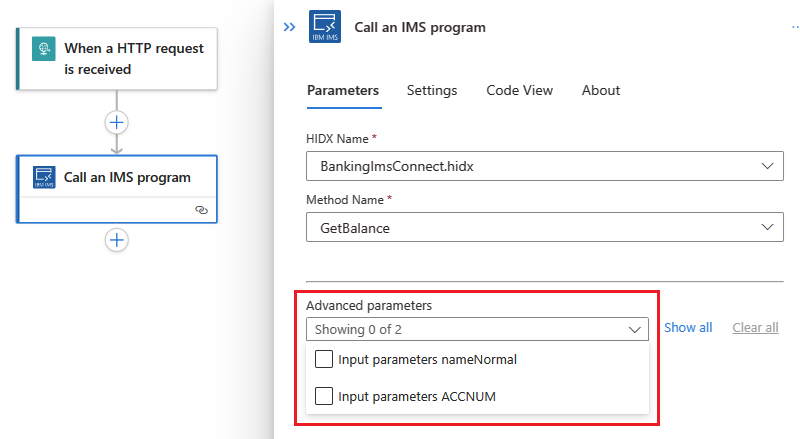 When a HTTP request
is received
IBM IMS
Call an IMS program
IBM IMS
Call an IMS program
Parameters
Settings
Code View
About
HIDX Name *
BankingImsConnect.hidx
Method Name *
GetBalance
Advanced parameters
Showing 0 of 2
Show all
Clear all
Input parameters nameNormal
Input parameters ACCNUM